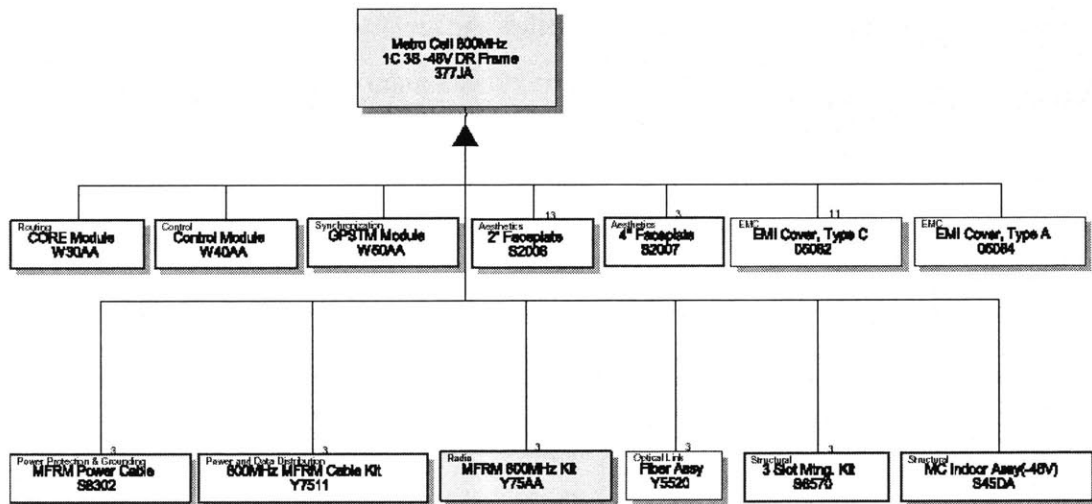 Metro Cell 800MHz
1C 3S -48V DR Frame
377JA
Routing
CORE Module
W30AA
Control
Control Module
W40AA
Synchronization
GPSTM Module
W50AA
13
Aesthetics
2" Faceplate
S2006
3
Aesthetics
4" Faceplate
S2007
11
EMC
EMI Cover, Type C
05082
EMC
EMI Cover, Type A
05084
3
Power Protection & Grounding
MFRM Power Cable
S8302
3
Power and Data Distribution
800MHz MFRM Cable Kit
Y7511
3
Radio
MFRM 800MHz Kit
Y75AA
3
Optical Link
Fiber Assy
Y5520
3
Structural
3 Slot Mtng. Kit
S8570
Structural
MC Indoor Assy(-48V)
S45DA